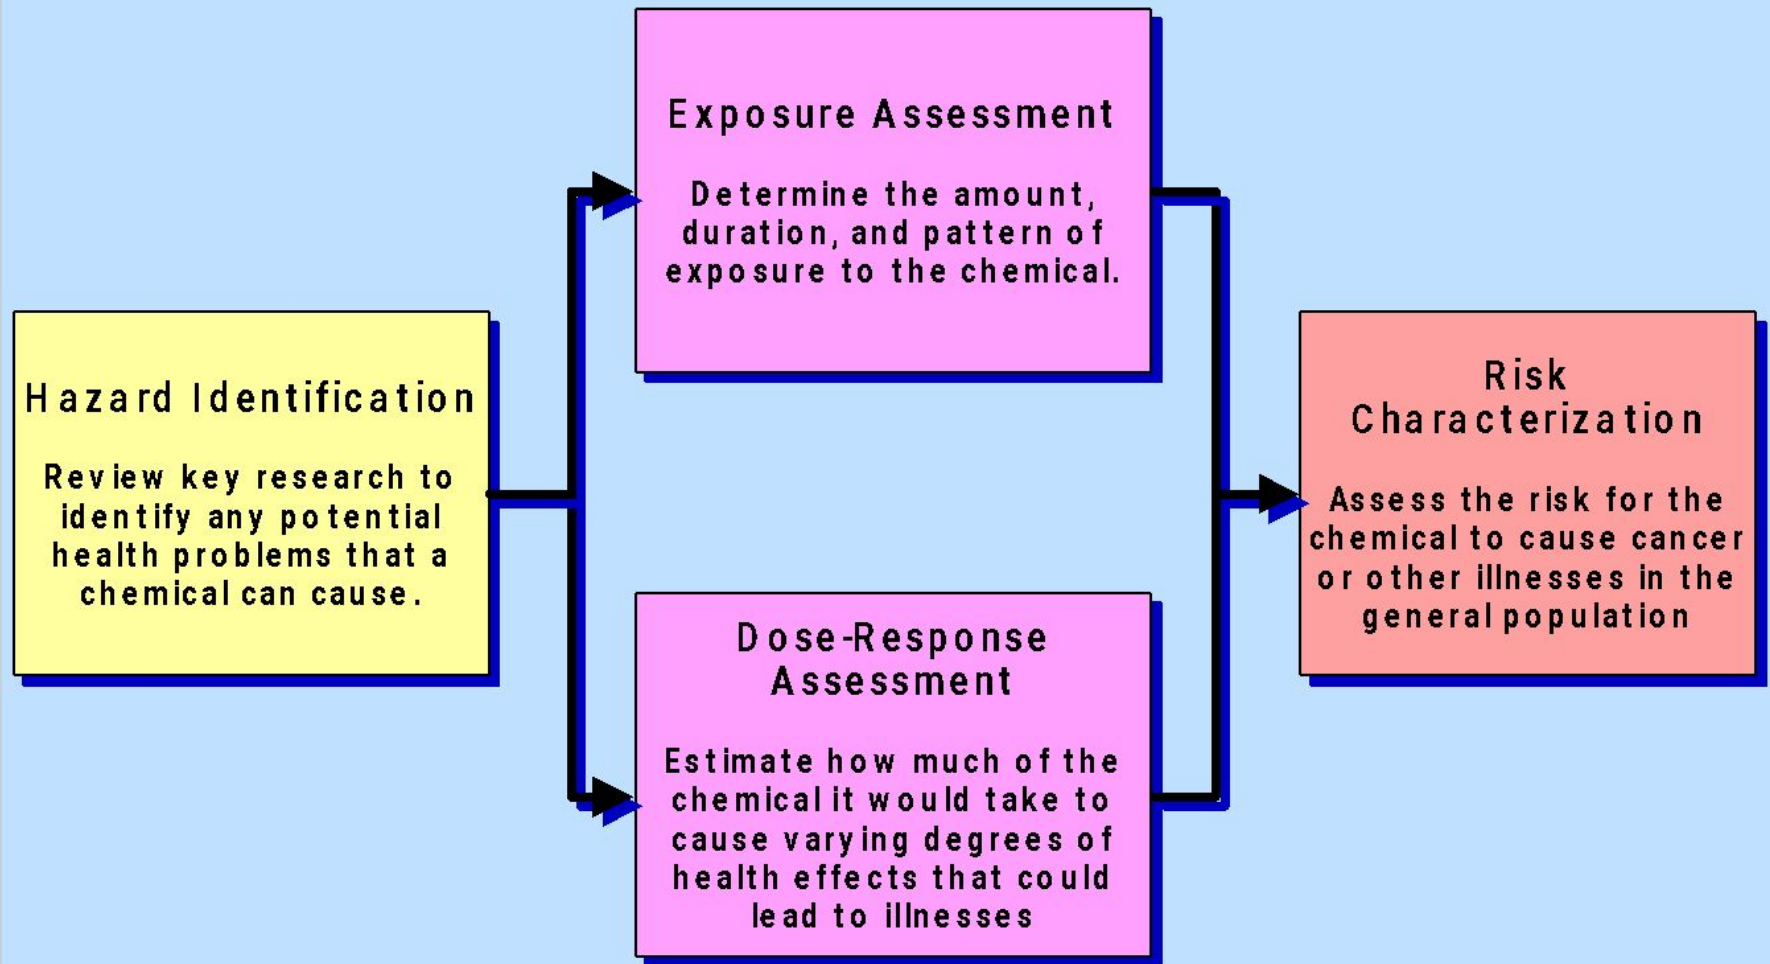 Hazard Identification
Review key research to
identify any potential
health problems that a
chemical can cause.
Exposure Assessment
Determine the amount,
duration, and pattern of
exposure to the chemical.
Dose-Response
Assessment
Estimate how much of the
chemical it would take to
cause varying degrees of
health effects that could
lead to illnesses
Risk
Characterization
Assess the risk for the
chemical to cause cancer
or other illnesses in the
general population